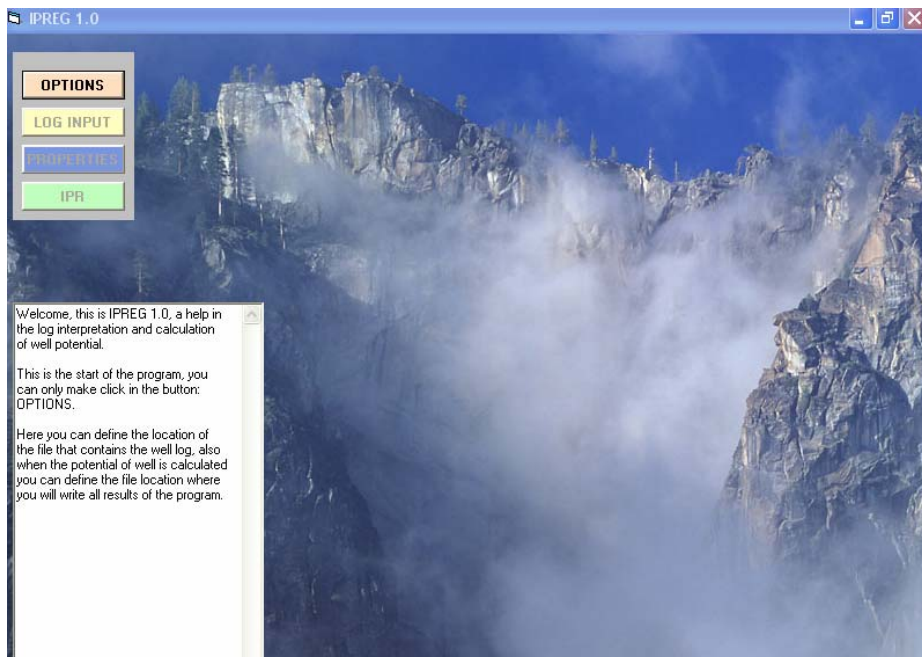 IPREG 1.0
OPTIONS
LOG INPUT
PROPERTIES
IPR
Welcome, this is IPREG 1.0, a help in
the log interpretation and calculation
of well potential.
This is the start of the program, you
can only make click in the button:
OPTIONS.
Here you can define the location of
the file that contains the well log, also
when the potential of well is calculated
you can define the file location where
you will write all results of the program.